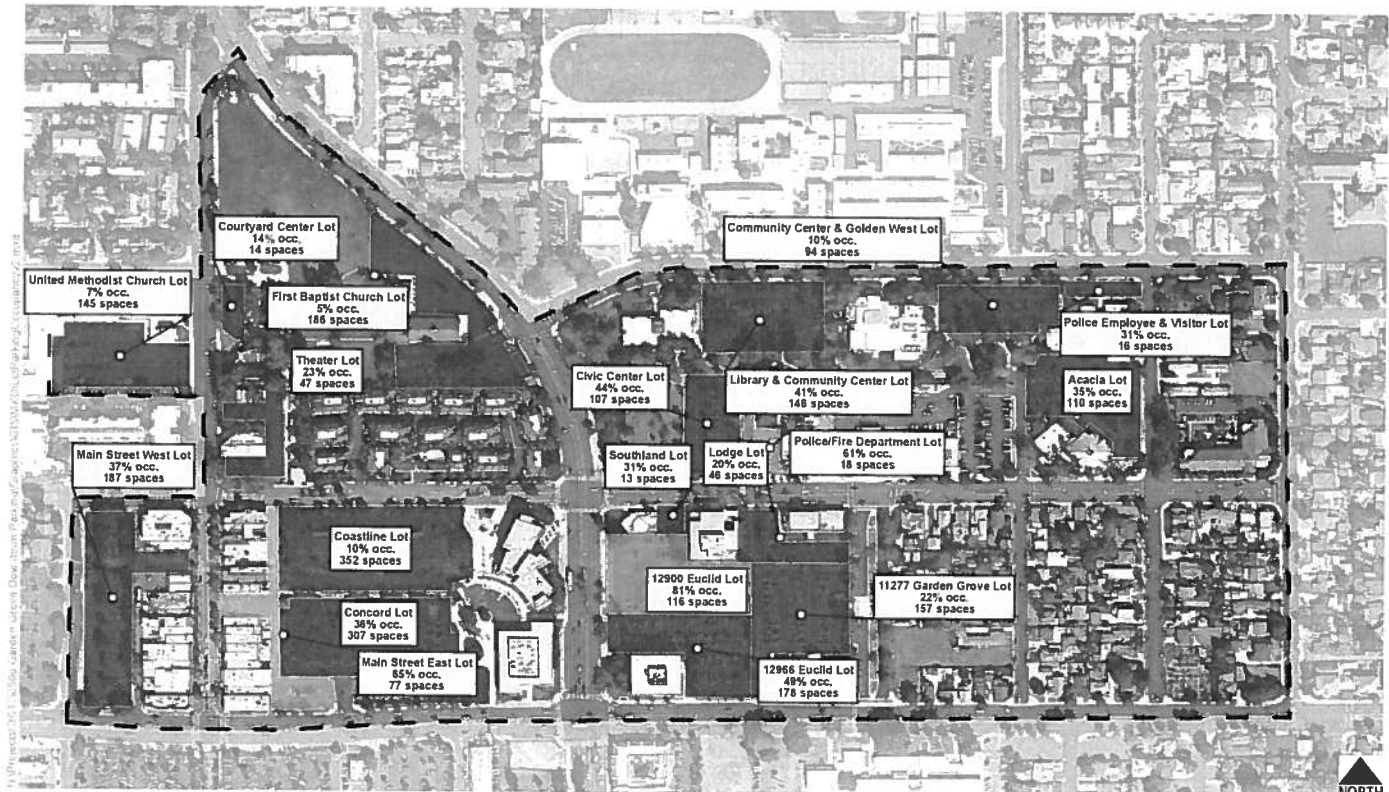 Courtyard Center Lot
14% occ.
14 spaces
Community Center & Golden West Lot
10% occ.
94 spaces
United Methodist Church Lot
7% occ.
145 spaces
First Baptist Church Lot
5% occ.
186 spaces
Police Employee & Visitor Lot
31% occ.
16 spaces
Theater Lot
23% occ.
47 spaces
Civic Center Lot
44% occ.
107 spaces
Library & Community Center Lot
41% occ.
146 spaces
Acacia Lot
35% occ.
110 spaces
Main Street West Lot
37% occ.
187 spaces
Southland Lot
31% occ.
13 spaces
Lodge Lot
20% occ.
46 spaces
Police/Fire Department Lot
61% occ.
18 spaces
Coastline Lot
10% occ.
352 spaces
12900 Euclid Lot
81% occ.
116 spaces
11277 Garden Grove Lot
22% occ.
157 spaces
Concord Lot
36% occ.
307 spaces
Main Street East Lot
65% occ.
77 spaces
12966 Euclid Lot
49% occ.
178 spaces
NORTH